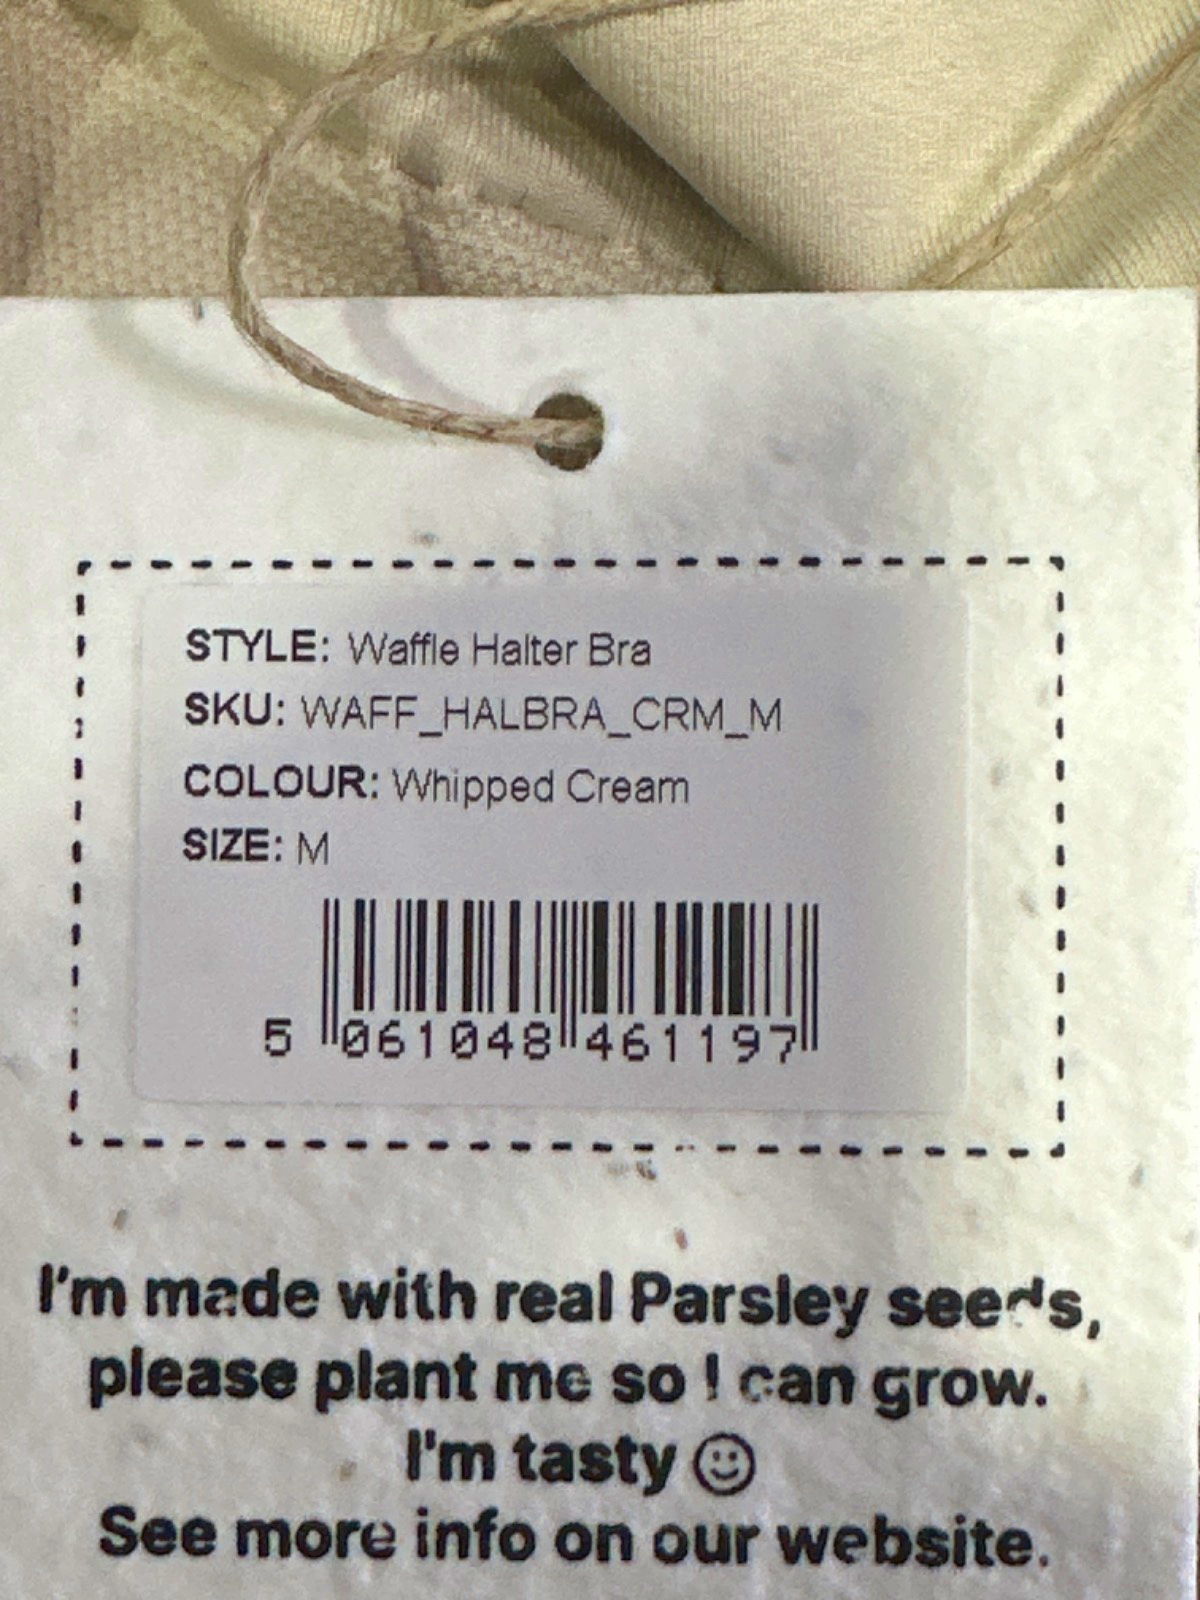 STYLE: Waffle Halter Bra
SKU: WAFF_HALBRA_CRM_M
COLOUR: Whipped Cream
SIZE: M
5 061048 461197
I'm made with real Parsley seeds,
please plant me so I can grow.
I'm tasty ☺
See more info on our website.